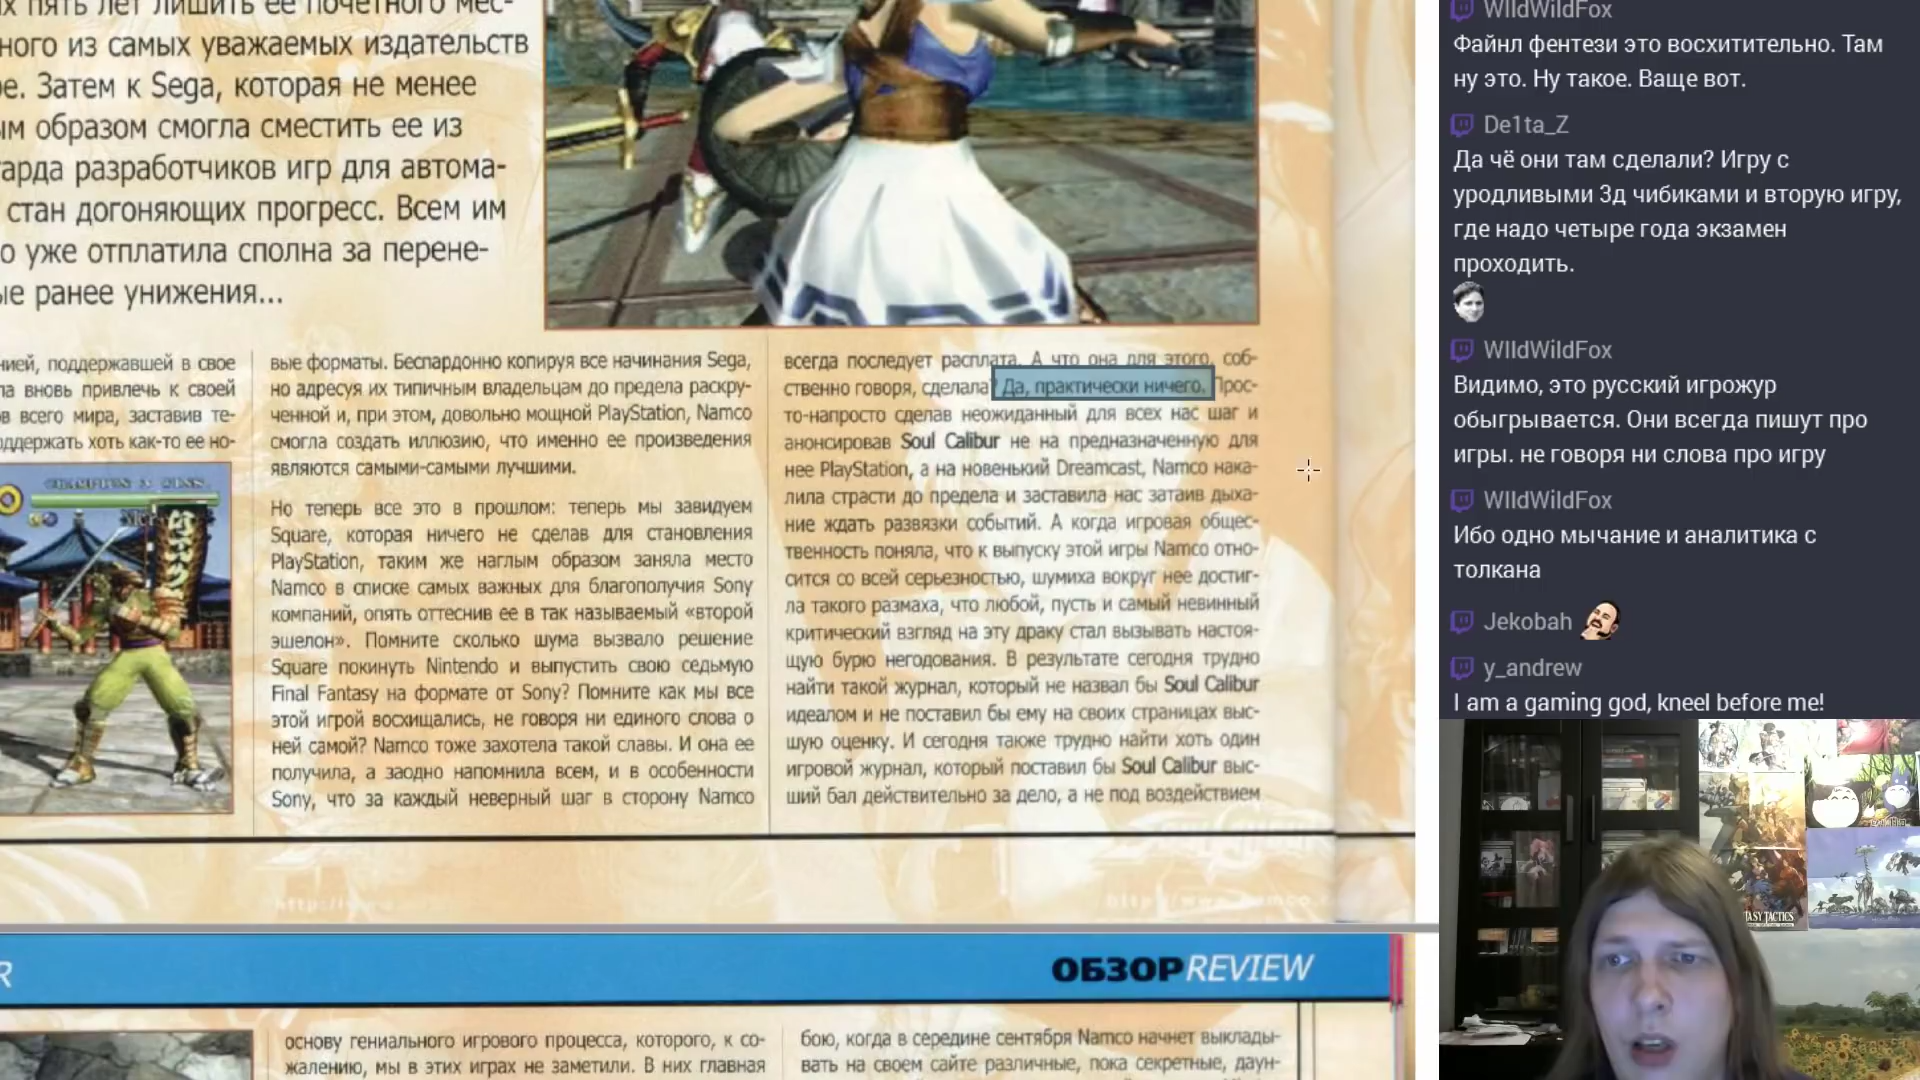 х пять лет лишить ее почетного мес-
ного из самых уважаемых издательств
е. Затем к Sega, которая не менее
ым образом смогла сместить ее из
гарда разработчиков игр для автома-
стан догоняющих прогресс. Всем им
о уже отплатила сполна за перене-
ые ранее унижения...
нией, поддержавшей в свое
ла вновь привлечь к своей
ов всего мира, заставив те-
оддержать хоть как-то ее но-
вые форматы. Беспардонно копируя все начинания Sega,
но адресуя их типичным владельцам до предела раскру-
ченной и, при этом, довольно мощной PlayStation, Namco
смогла создать иллюзию, что именно ее произведения
являются самыми-самыми лучшими.
Но теперь все это в прошлом: теперь мы завидуем
Square, которая ничего не сделав для становления
PlayStation, таким же наглым образом заняла место
Namco в списке самых важных для благополучия Sony
компаний, опять оттеснив ее в так называемый «второй
эшелон». Помните сколько шума вызвало решение
Square покинуть Nintendo и выпустить свою седьмую
Final Fantasy на формате от Sony? Помните как мы все
этой игрой восхищались, не говоря ни единого слова о
ней самой? Namco тоже захотела такой славы. И она ее
получила, а заодно напомнила всем, и в особенности
Sony, что за каждый неверный шаг в сторону Namco
всегда последует расплата. А что она для этого, соб-
ственно говоря, сделала? Да, практически ничего. Прос-
то-напросто сделав неожиданный для всех нас шаг и
анонсировав Soul Calibur не на предназначенную для
нее PlayStation, а на новенький Dreamcast, Namco нака-
лила страсти до предела и заставила нас затаив дыха-
ние ждать развязки событий. А когда игровая общес-
твенность поняла, что к выпуску этой игры Namco отно-
сится со всей серьезностью, шумиха вокруг нее достиг-
ла такого размаха, что любой, пусть и самый невинный
критический взгляд на эту драку стал вызывать настоя-
щую бурю негодования. В результате сегодня трудно
найти такой журнал, который не назвал бы Soul Calibur
идеалом и не поставил бы ему на своих страницах выс-
шую оценку. И сегодня также трудно найти хоть один
игровой журнал, который поставил бы Soul Calibur выс-
ший бал действительно за дело, а не под воздействием
R
ОБЗОР REVIEW
основу гениального игрового процесса, которого, к со-
жалению, мы в этих играх не заметили. В них главная
бою, когда в середине сентября Namco начнет выклады-
вать на своем сайте различные, пока секретные, даун-
WIldWildFox
Файнл фентези это восхитительно. Там
ну это. Ну такое. Ваще вот.
De1ta_Z
Да чё они там сделали? Игру с
уродливыми 3д чибиками и вторую игру,
где надо четыре года экзамен
проходить.
WIldWildFox
Видимо, это русский игрожур
обыгрывается. Они всегда пишут про
игры. не говоря ни слова про игру
WIldWildFox
Ибо одно мычание и аналитика с
толкана
Jekobah
y_andrew
I am a gaming god, kneel before me!
TACTICS